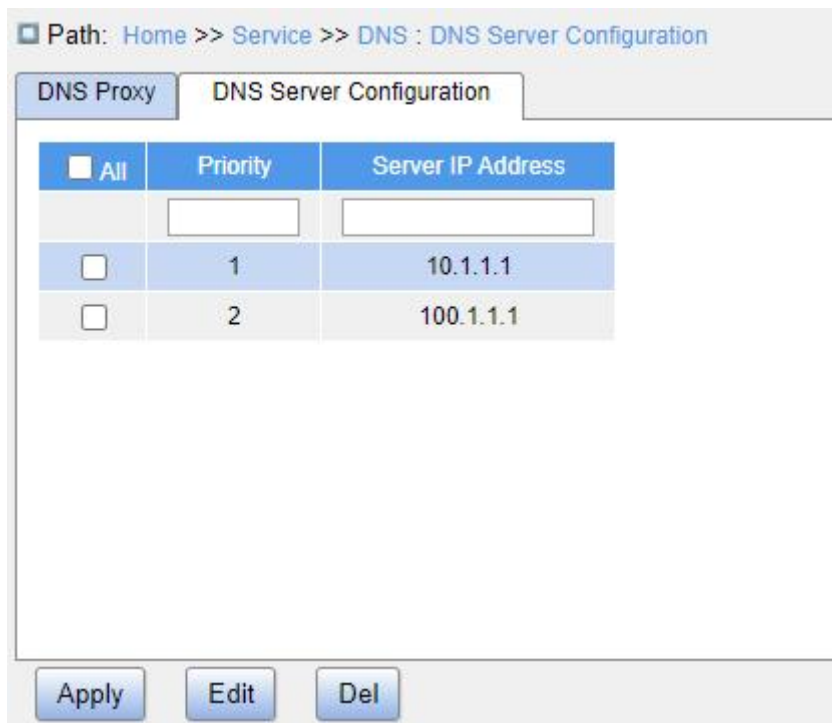 Path: Home >> Service >> DNS : DNS Server Configuration
DNS Proxy DNS Server Configuration
All Priority Server IP Address
1 10.1.1.1
2 100.1.1.1
Apply Edit Del